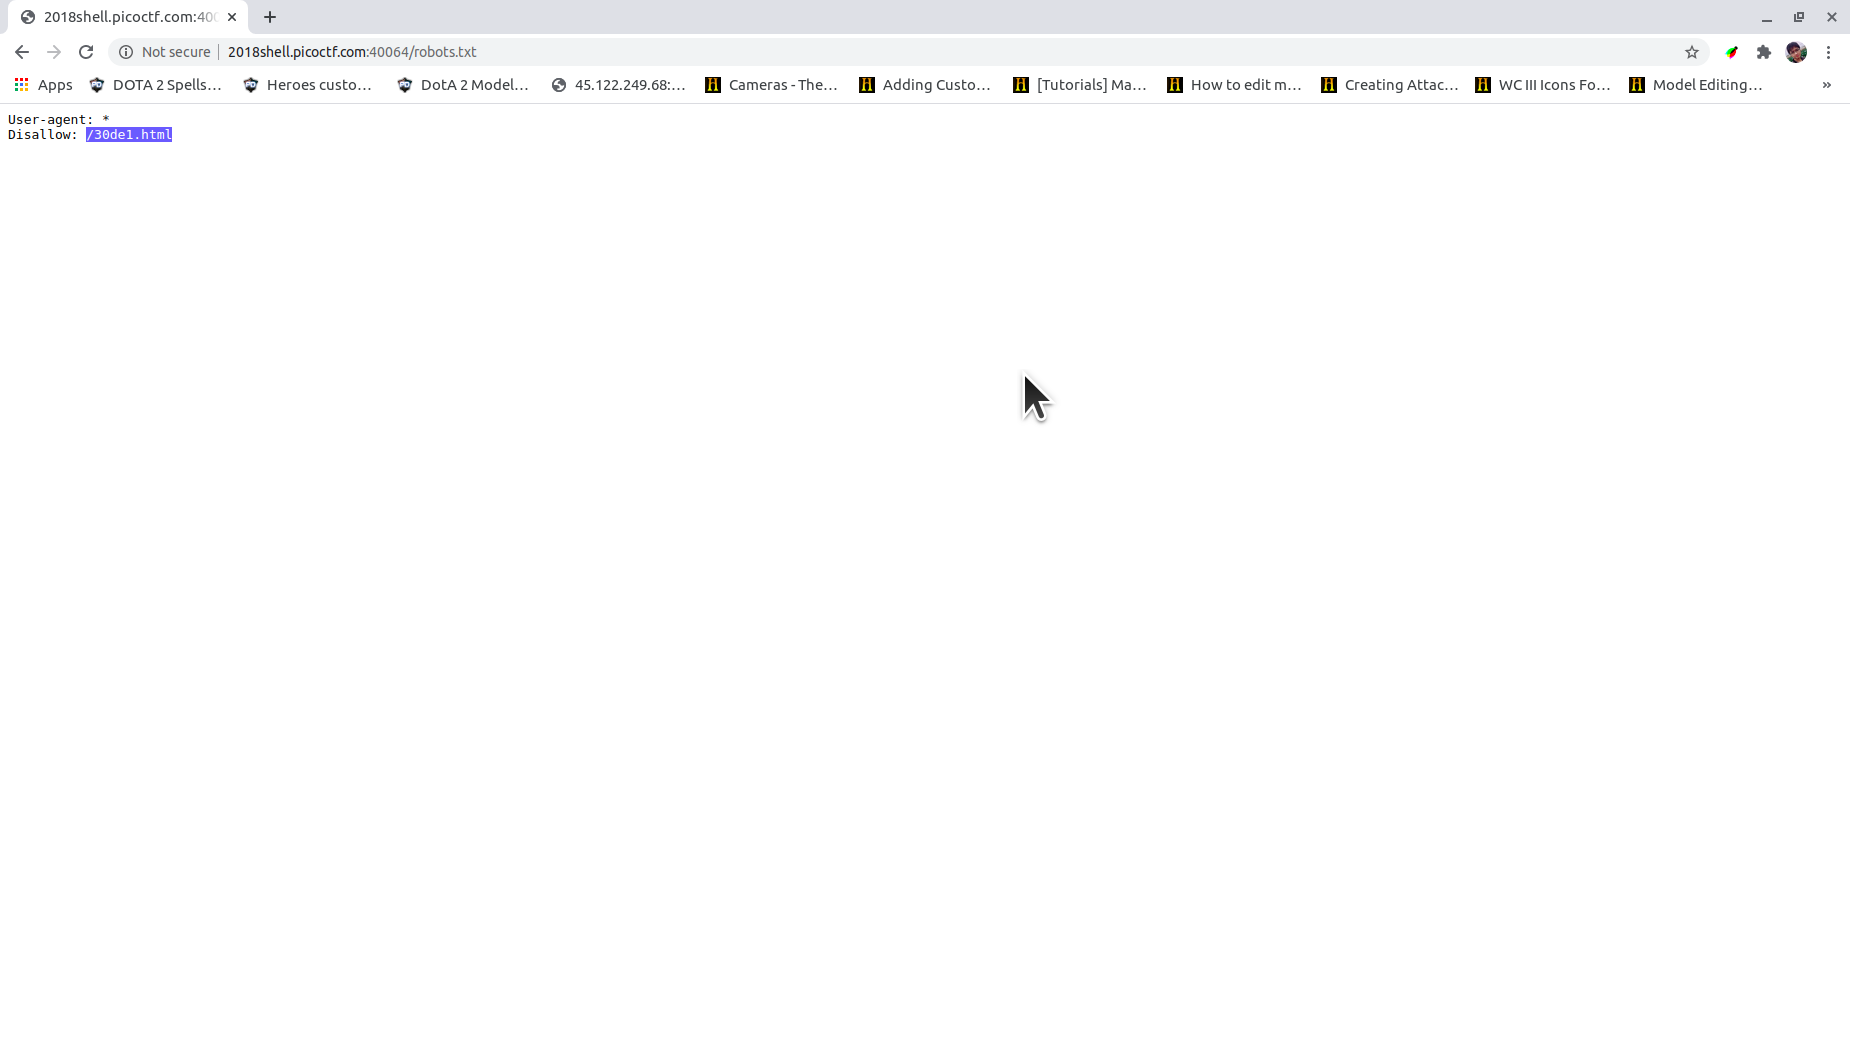 2018shell.picoctf.com:400
Not secure
2018shell.picoctf.com:40064/robots.txt
Apps
DOTA 2 Spells…
Heroes custo…
DotA 2 Model…
45.122.249.68:…
Cameras - The…
Adding Custo…
[Tutorials] Ma…
How to edit m…
Creating Attac…
WC III Icons Fo…
Model Editing…
»
User-agent: *
Disallow: /30de1.html